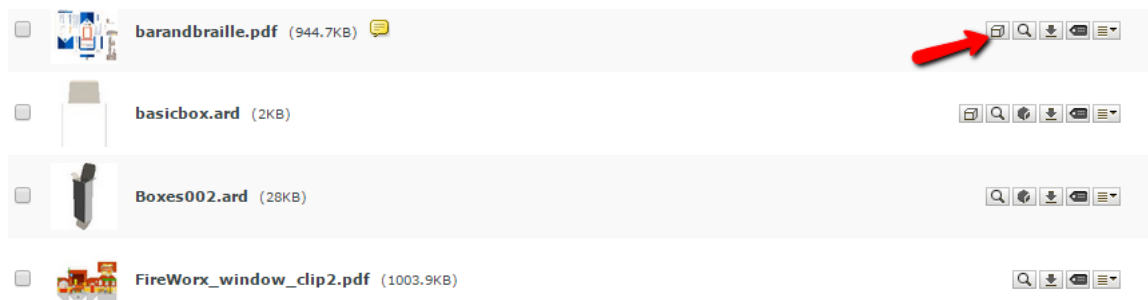 barandbraille.pdf (944.7KB)
basicbox.ard (2KB)
Boxes002.ard (28KB)
FireWorx_window_clip2.pdf (1003.9KB)